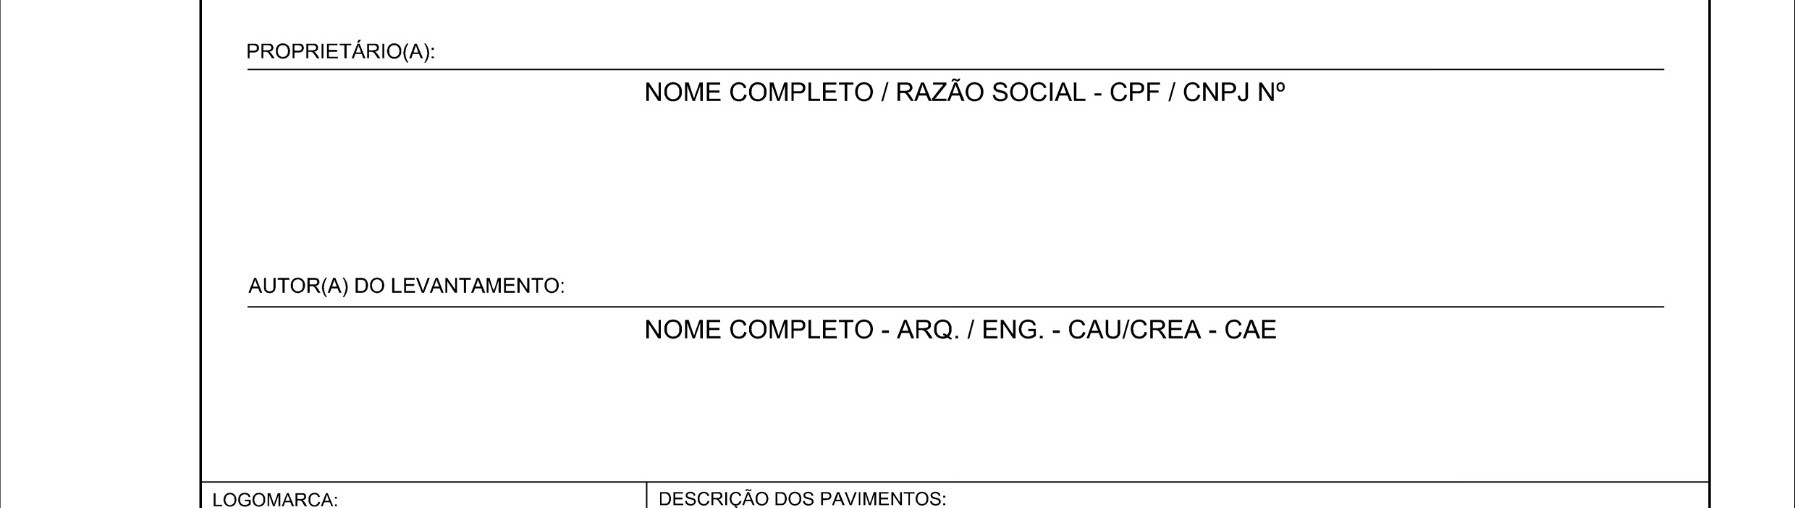 PROPRIETÁRIO(A):
NOME COMPLETO / RAZÃO SOCIAL - CPF / CNPJ Nº
AUTOR(A) DO LEVANTAMENTO:
NOME COMPLETO - ARQ. / ENG. - CAU/CREA - CAE
LOGOMARCA:
DESCRIÇÃO DOS PAVIMENTOS: